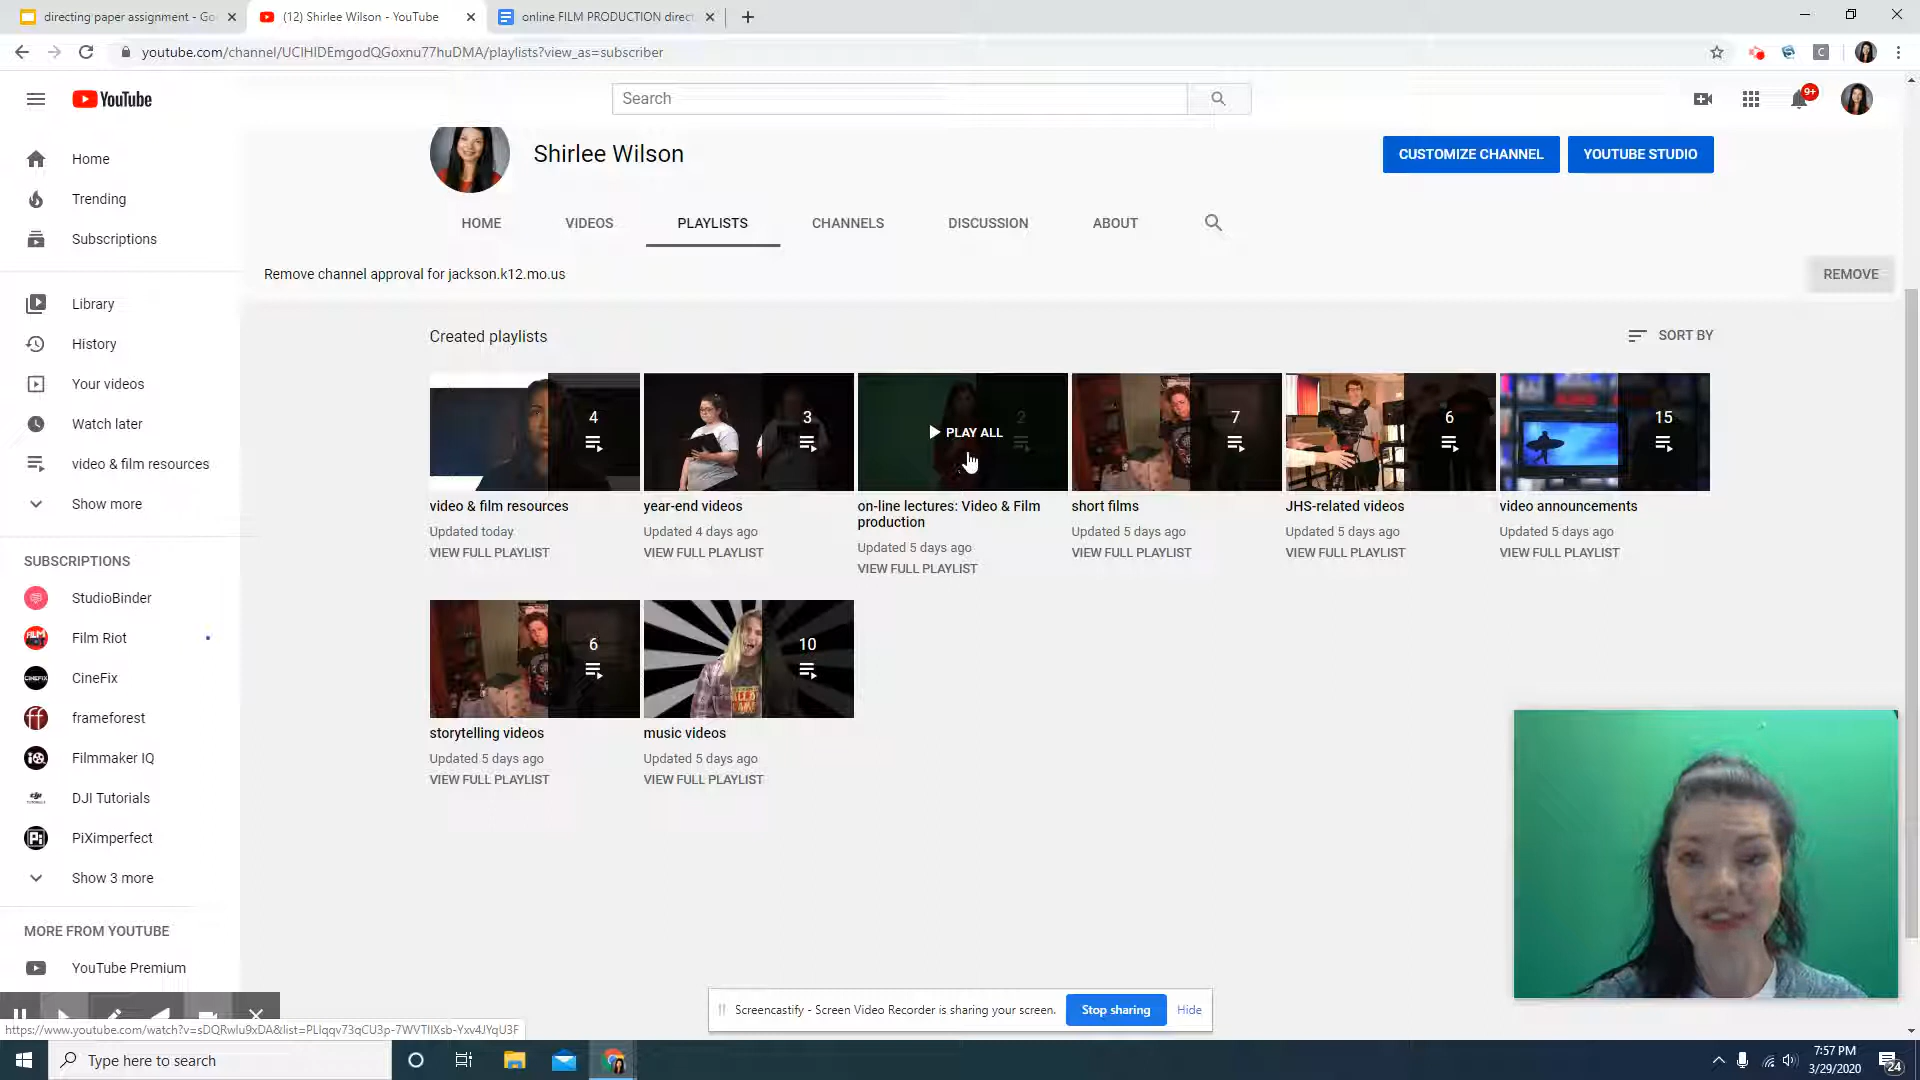 directing paper assignment - Go
(12) Shirlee Wilson - YouTube
online FILM PRODUCTION direct
youtube.com/channel/UCIHIDEmgodQGoxnu77huDMA/playlists?view_as=subscriber
YouTube
Search
9+
Home
Trending
Subscriptions
Library
History
Your videos
Watch later
video & film resources
Show more
SUBSCRIPTIONS
StudioBinder
Film Riot
CineFix
frameforest
Filmmaker IQ
DJI Tutorials
PiXimperfect
Show 3 more
MORE FROM YOUTUBE
YouTube Premium
Shirlee Wilson
CUSTOMIZE CHANNEL
YOUTUBE STUDIO
HOME
VIDEOS
PLAYLISTS
CHANNELS
DISCUSSION
ABOUT
Remove channel approval for jackson.k12.mo.us
REMOVE
Created playlists
SORT BY
4
video & film resources
Updated today
VIEW FULL PLAYLIST
3
year-end videos
Updated 4 days ago
VIEW FULL PLAYLIST
PLAY ALL
2
on-line lectures: Video & Film
production
Updated 5 days ago
VIEW FULL PLAYLIST
7
short films
Updated 5 days ago
VIEW FULL PLAYLIST
6
JHS-related videos
Updated 5 days ago
VIEW FULL PLAYLIST
15
video announcements
Updated 5 days ago
VIEW FULL PLAYLIST
6
storytelling videos
Updated 5 days ago
VIEW FULL PLAYLIST
10
music videos
Updated 5 days ago
VIEW FULL PLAYLIST
Screencastify - Screen Video Recorder is sharing your screen.
Stop sharing
Hide
https://www.youtube.com/watch?v=sDQRwlu9xDA&list=PLIqqv73qCU3p-7WVTIIXsb-Yxv4JYqU3F
Type here to search
7:57 PM
3/29/2020
24